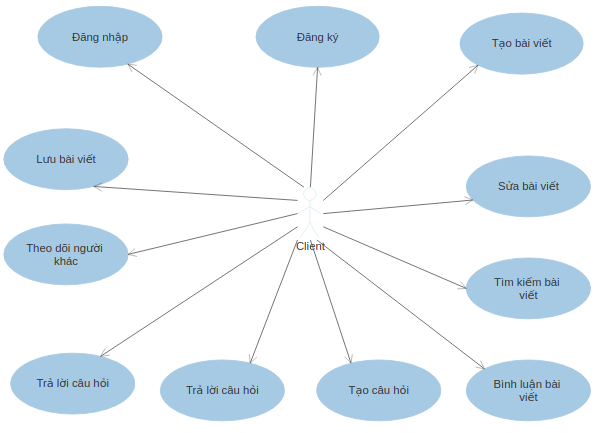 Đăng nhập
Đăng ký
Tạo bài viết
Lưu bài viết
Sửa bài viết
Theo dõi người
khác
Client
Tìm kiếm bài
viết
Trả lời câu hỏi
Trả lời câu hỏi
Tạo câu hỏi
Bình luận bài
viết